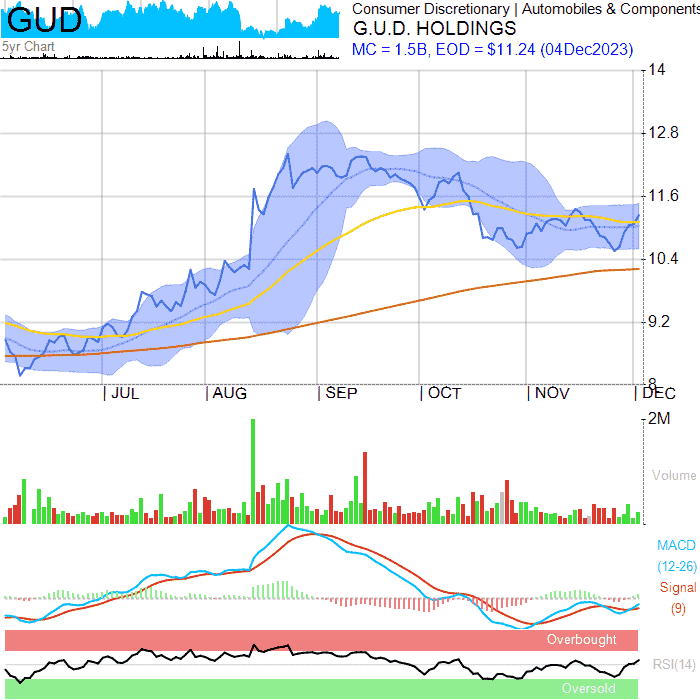 GUD
Consumer Discretionary | Automobiles & Components
G.U.D. HOLDINGS
5yr Chart
MC = 1.5B, EOD = $11.24 (04Dec2023)
14
12.8
11.6
10.4
9.2
8
JUL AUG SEP OCT NOV DEC
2M
Volume
MACD
(12-26)
Signal
(9)
Overbought
RSI(14)
Oversold